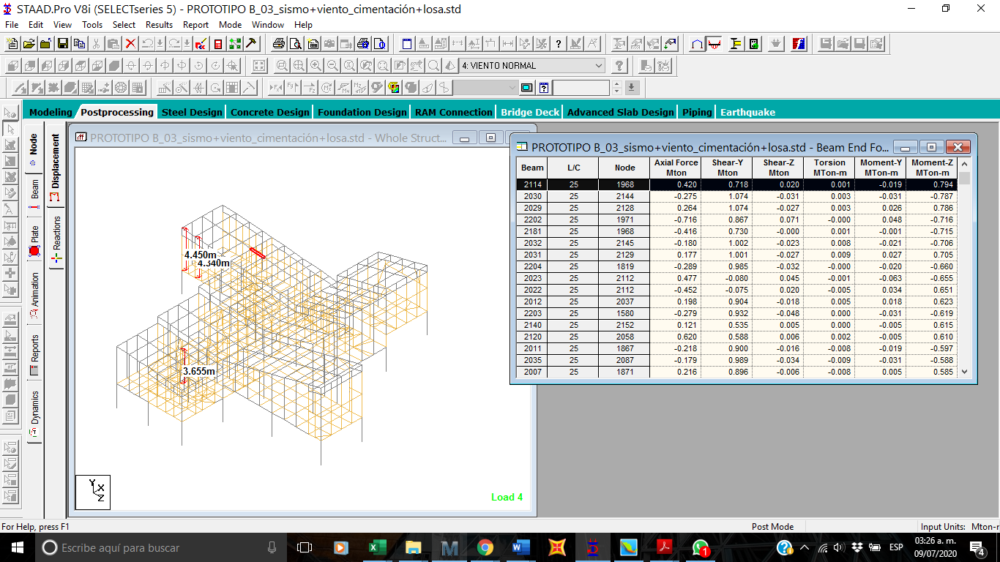 STAAD.Pro V8i (SELECTseries 5) - PROTOTIPO B_03_sismo+viento_cimentación+losa.std
File Edit View Tools Select Results Report Mode Window Help
4: VIENTO NORMAL
Modeling Postprocessing Steel Design Concrete Design Foundation Design RAM Connection Bridge Deck Advanced Slab Design Piping Earthquake
Node
Beam
Plate
Animation
Reports
Dynamics
Displacement
Reactions
PROTOTIPO B_03_sismo+viento_cimentación+losa.std - Whole Struct...
4.450m
4.340m
3.655m
Y
X
Z
Load 4
PROTOTIPO B_03_sismo+viento_cimentación+losa.std - Beam End Fo...
Beam L/C Node Axial Force Mton Shear-Y Mton Shear-Z Mton Torsion MTon-m Moment-Y MTon-m Moment-Z MTon-m
2114 25 1968 0.420 0.718 0.020 0.001 -0.019 0.794
2030 25 2144 -0.275 1.074 -0.031 0.003 -0.031 -0.787
2029 25 2128 0.264 1.074 -0.027 0.003 0.026 0.786
2202 25 1971 -0.716 0.867 0.071 -0.000 0.048 -0.716
2181 25 1968 -0.416 0.730 -0.000 0.001 -0.001 -0.715
2032 25 2145 -0.180 1.002 -0.023 0.008 -0.021 -0.706
2031 25 2129 0.177 1.001 -0.027 0.009 0.027 0.705
2204 25 1819 -0.289 0.985 -0.032 -0.000 -0.020 -0.660
2023 25 2112 0.477 -0.080 0.045 -0.001 -0.063 -0.655
2022 25 2112 -0.452 -0.075 0.020 -0.005 0.034 0.651
2012 25 2037 0.198 0.904 -0.018 0.005 0.018 0.623
2203 25 1580 -0.279 0.932 -0.048 0.000 -0.031 -0.619
2140 25 2152 0.121 0.535 0.005 0.000 -0.005 0.615
2120 25 2058 0.620 0.588 0.006 0.002 -0.005 0.610
2011 25 1867 -0.218 0.900 -0.016 -0.008 -0.019 -0.597
2035 25 2087 -0.179 0.989 -0.034 -0.009 -0.031 -0.588
2007 25 1871 0.216 0.896 -0.006 -0.008 0.005 0.585
For Help, press F1
Post Mode
Input Units: Mton-r
Escribe aquí para buscar
ESP
03:26 a. m.
09/07/2020
4
1